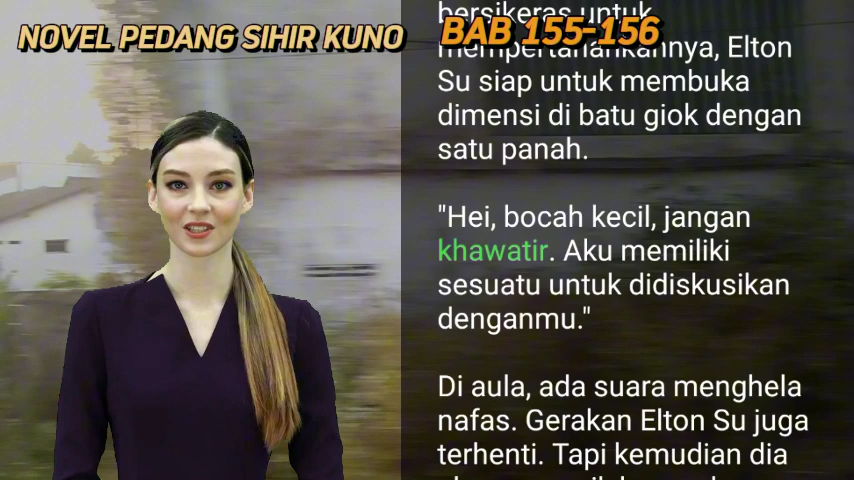 NOVEL PEDANG SIHIR KUNO
BAB 155-156
bersikeras untuk
mempertahankannya, Elton
Su siap untuk membuka
dimensi di batu giok dengan
satu panah.
"Hei, bocah kecil, jangan
khawatir. Aku memiliki
sesuatu untuk didiskusikan
denganmu."
Di aula, ada suara menghela
nafas. Gerakan Elton Su juga
terhenti. Tapi kemudian dia